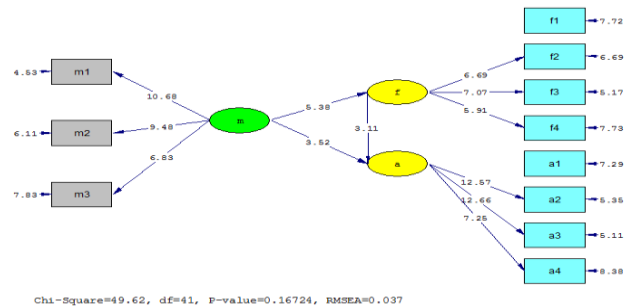 f1
7.72
f2
6.69
4.53
m1
6.69
10.68
f
7.07
f3
5.17
5.38
5.91
f4
7.73
6.11
m2
9.48
m
3.11
3.52
a1
7.29
6.83
a
12.57
a2
5.35
7.83
m3
12.66
7.25
a3
5.11
a4
8.38
Chi-Square=49.62, df=41, P-value=0.16724, RMSEA=0.037